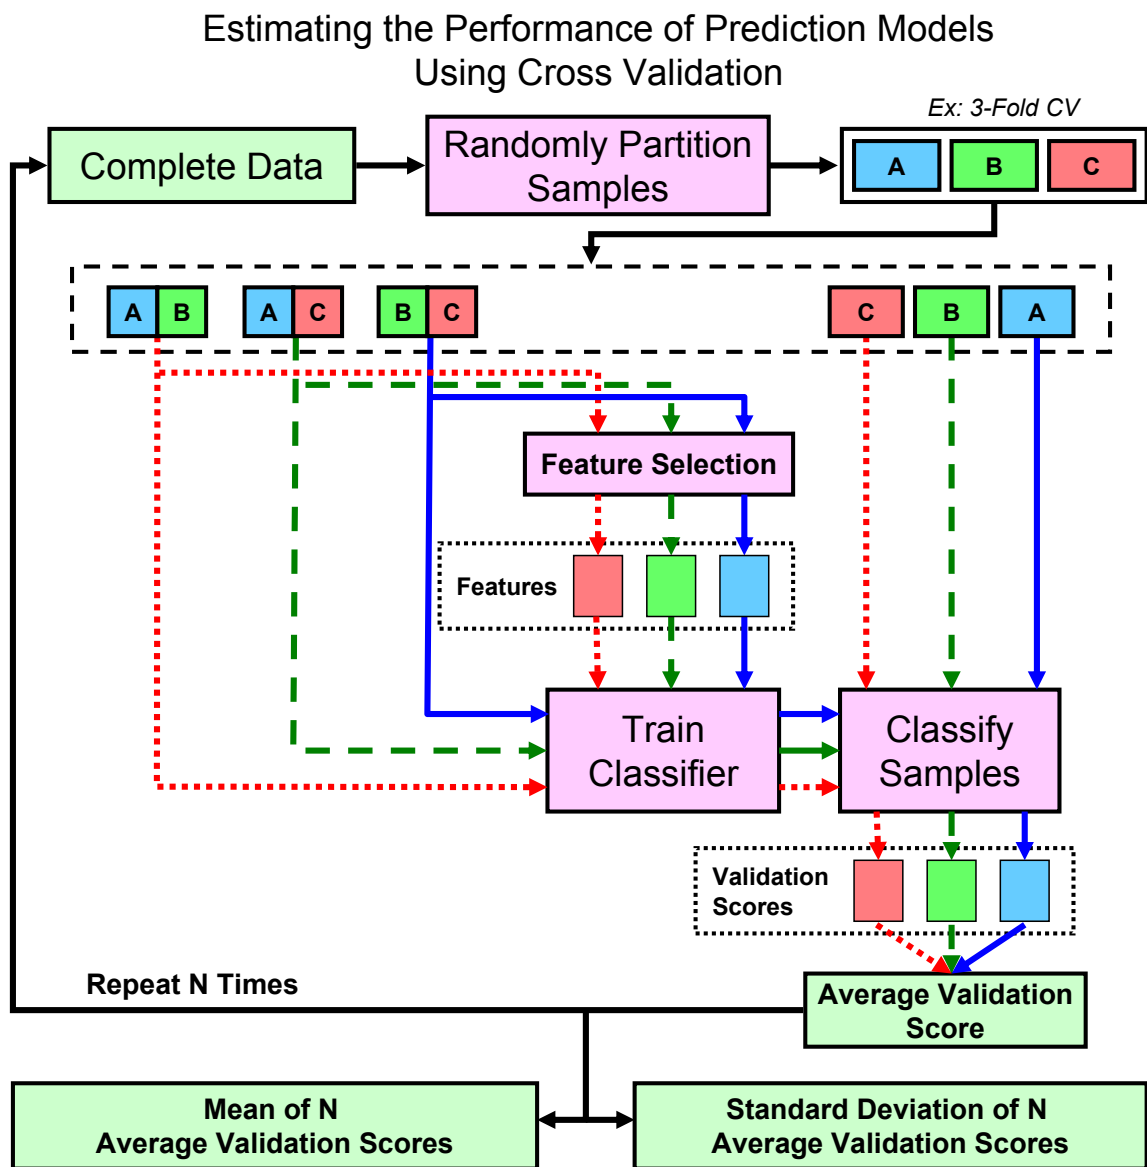 Estimating the Performance of Prediction Models
Using Cross Validation
Ex: 3-Fold CV
Complete Data
Randomly Partition
Samples
A B C
A B A C B C C B A
Feature Selection
Features
Train
Classifier
Classify
Samples
Validation
Scores
Repeat N Times
Average Validation
Score
Mean of N
Average Validation Scores
Standard Deviation of N
Average Validation Scores